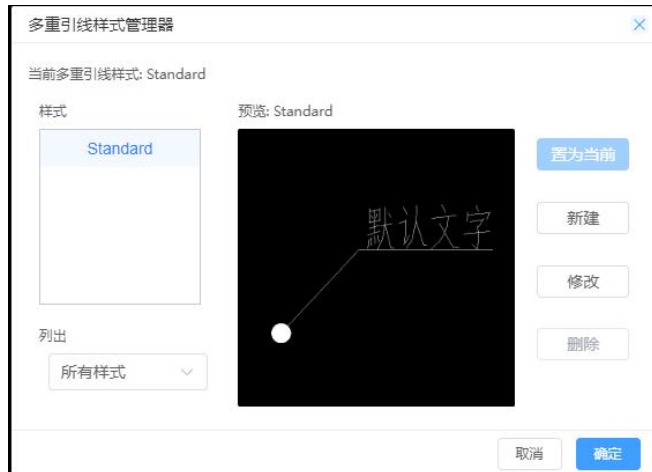 多重引线样式管理器
当前多重引线样式: Standard
样式
预览: Standard
Standard
置为当前
默认文字
新建
修改
列出
删除
所有样式
取消
确定